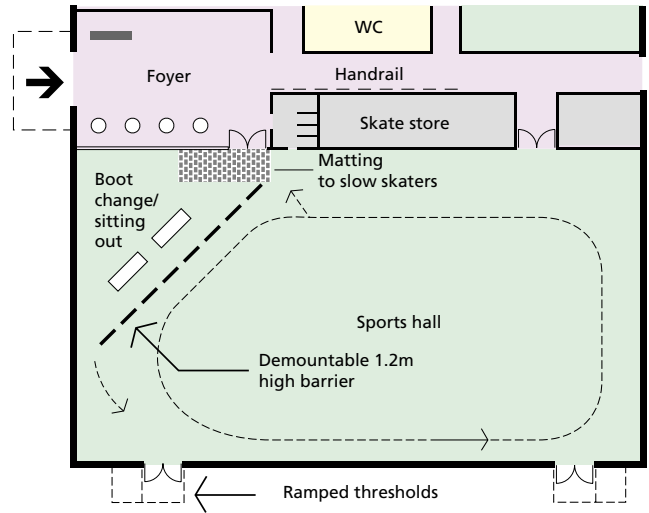 WC
Foyer
Handrail
Skate store
Matting
to slow skaters
Boot
change/
sitting
out
Sports hall
Demountable 1.2m
high barrier
Ramped thresholds